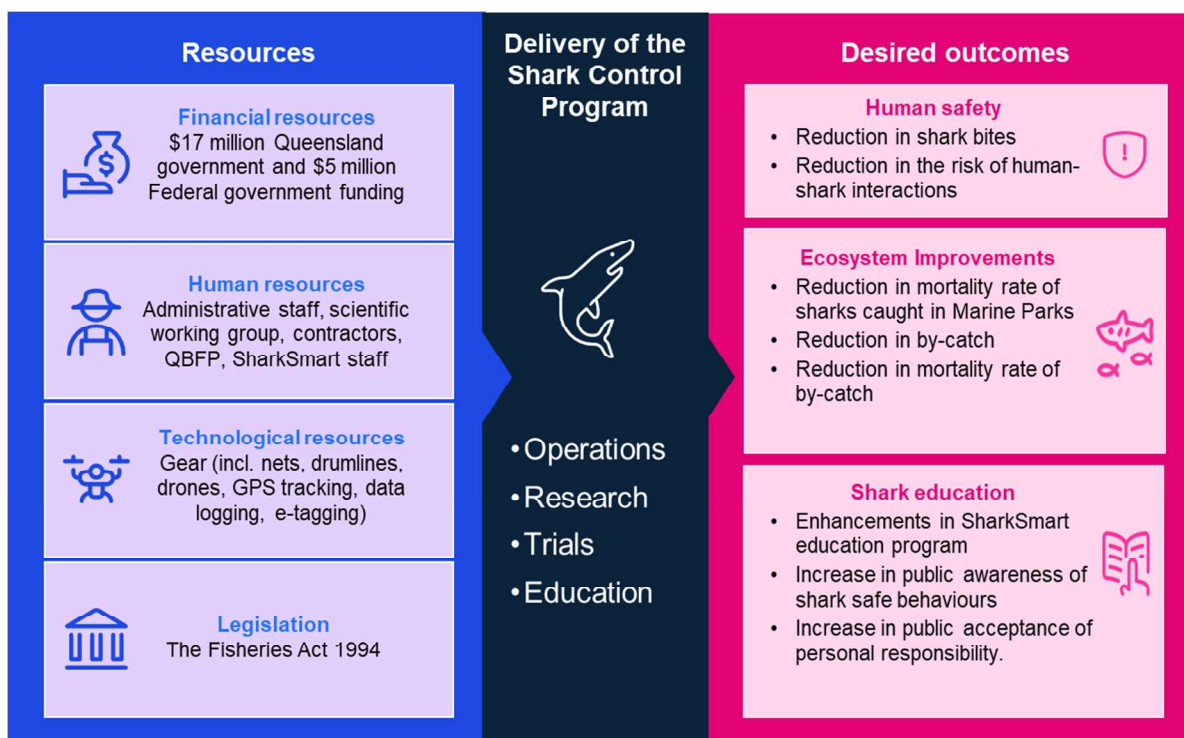 Resources
Financial resources
$17 million Queensland
government and $5 million
Federal government funding
Human resources
Administrative staff, scientific
working group, contractors,
QBFP, SharkSmart staff
Technological resources
Gear (incl. nets, drumlines,
drones, GPS tracking, data
logging, e-tagging)
Legislation
The Fisheries Act 1994
Delivery of the
Shark Control
Program
•Operations
•Research
•Trials
•Education
Desired outcomes
Human safety
• Reduction in shark bites
• Reduction in the risk of human-
shark interactions
Ecosystem Improvements
• Reduction in mortality rate of
sharks caught in Marine Parks
• Reduction in by-catch
• Reduction in mortality rate of
by-catch
Shark education
• Enhancements in SharkSmart
education program
• Increase in public awareness of
shark safe behaviours
• Increase in public acceptance of
personal responsibility.